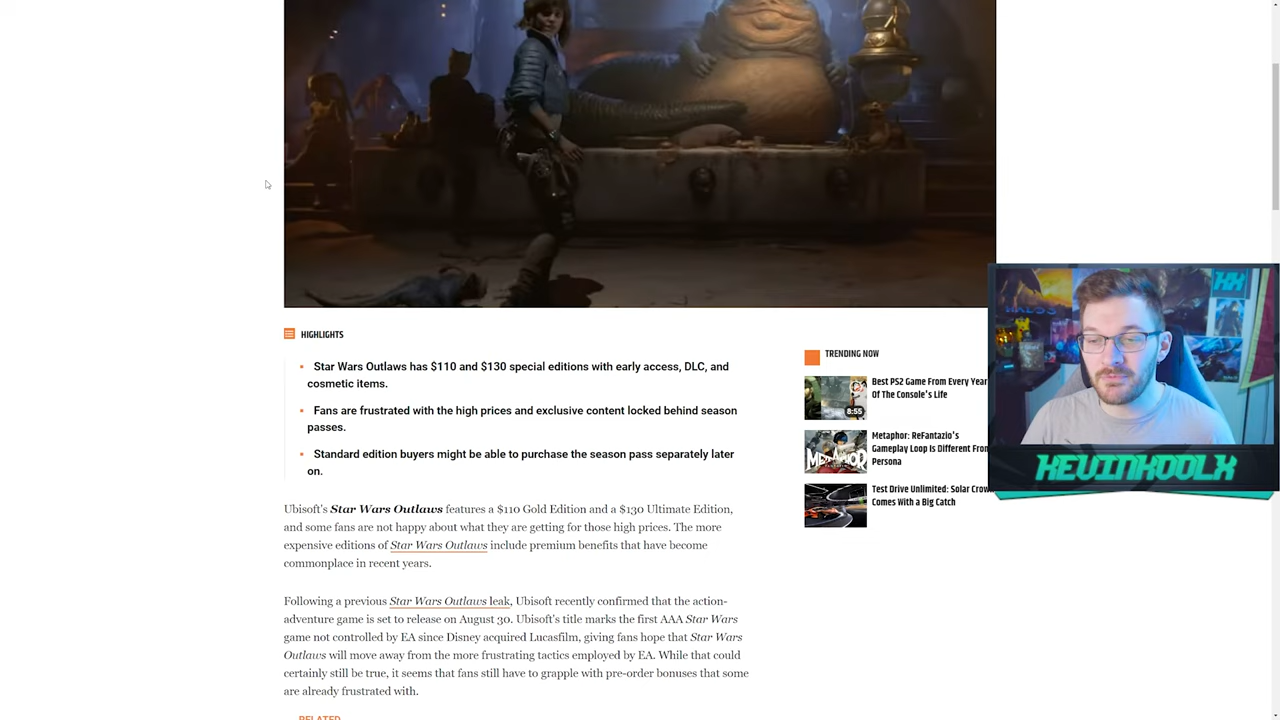 HIGHLIGHTS
Star Wars Outlaws has $110 and $130 special editions with early access, DLC, and
cosmetic items.
Fans are frustrated with the high prices and exclusive content locked behind season
passes.
Standard edition buyers might be able to purchase the season pass separately later
on.
Ubisoft's Star Wars Outlaws features a $110 Gold Edition and a $130 Ultimate Edition,
and some fans are not happy about what they are getting for those high prices. The more
expensive editions of Star Wars Outlaws include premium benefits that have become
commonplace in recent years.
Following a previous Star Wars Outlaws leak, Ubisoft recently confirmed that the action-
adventure game is set to release on August 30. Ubisoft's title marks the first AAA Star Wars
game not controlled by EA since Disney acquired Lucasfilm, giving fans hope that Star Wars
Outlaws will move away from the more frustrating tactics employed by EA. While that could
certainly still be true, it seems that fans still have to grapple with pre-order bonuses that some
are already frustrated with.
RELATED
TRENDING NOW
8:55
Best PS2 Game From Every Year
Of The Console's Life
METAPHOR
Metaphor: ReFantazio's
Gameplay Loop Is Different From
Persona
Test Drive Unlimited: Solar Crown
Comes With a Big Catch
KEVINKOOLX